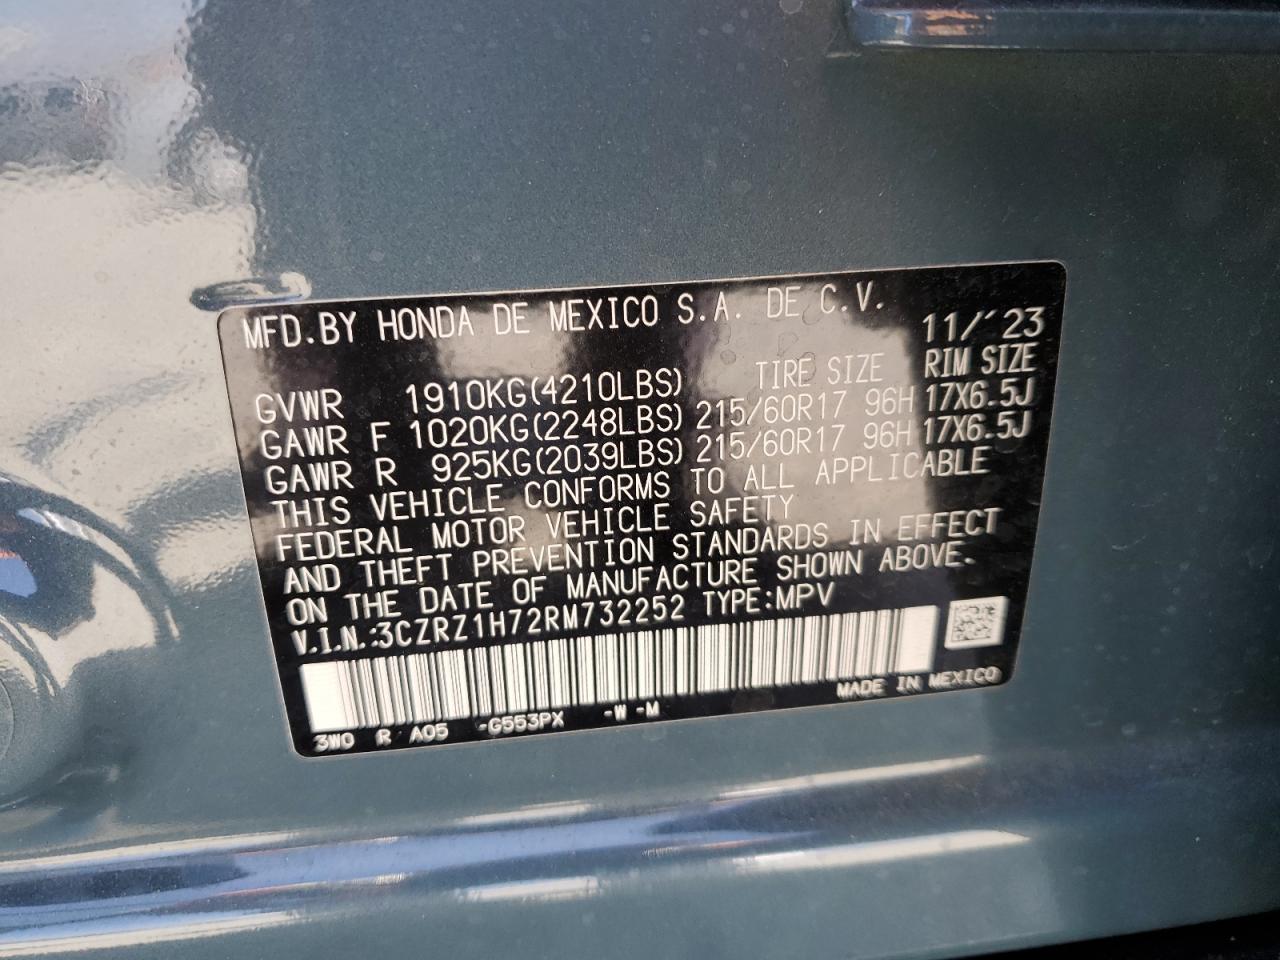 MFD.BY HONDA DE MEXICO S.A. DE C.V.
11/'23
TIRE SIZE RIM SIZE
GVWR 1910KG(4210LBS)
GAWR F 1020KG(2248LBS) 215/60R17 96H 17X6.5J
GAWR R 925KG(2039LBS) 215/60R17 96H 17X6.5J
THIS VEHICLE CONFORMS TO ALL APPLICABLE
FEDERAL MOTOR VEHICLE SAFETY
AND THEFT PREVENTION STANDARDS IN EFFECT
ON THE DATE OF MANUFACTURE SHOWN ABOVE.
V.I.N.:3CZRZ1H72RM732252 TYPE:MPV
MADE IN MEXICO
3W0 R A05 -G553PX -W -M